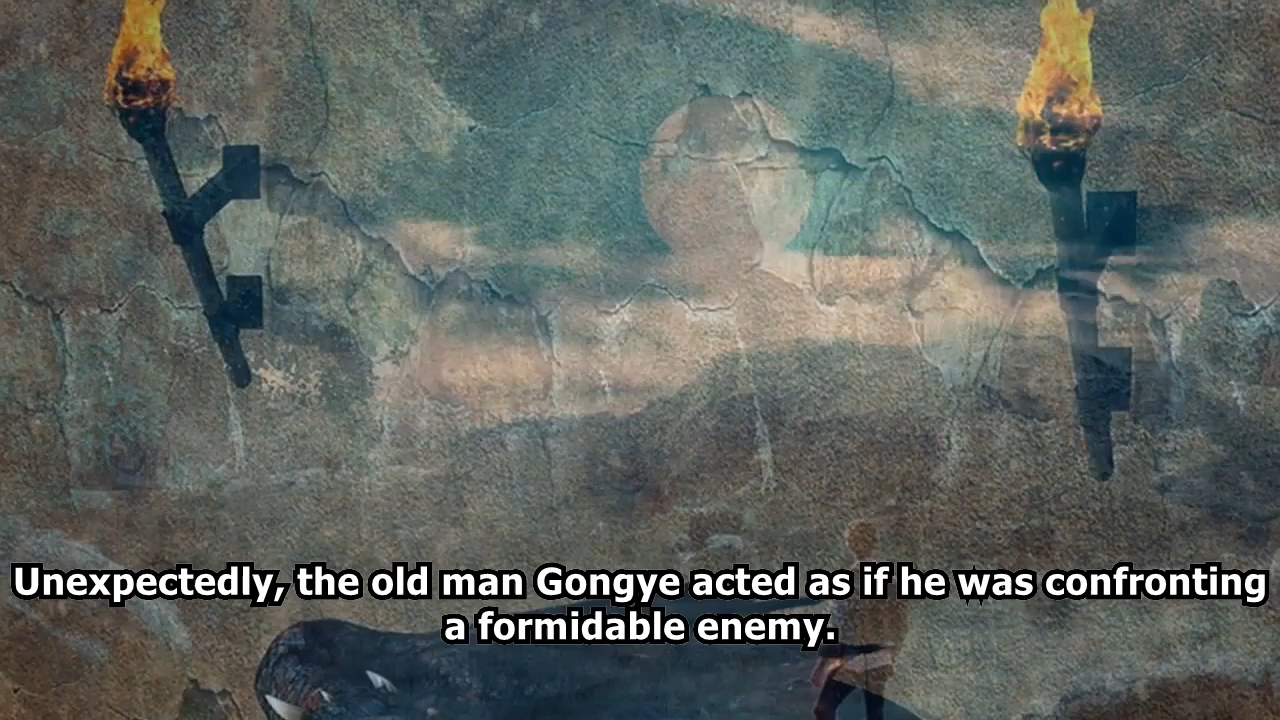 Unexpectedly, the old man Gongye acted as if he was confronting
a formidable enemy.